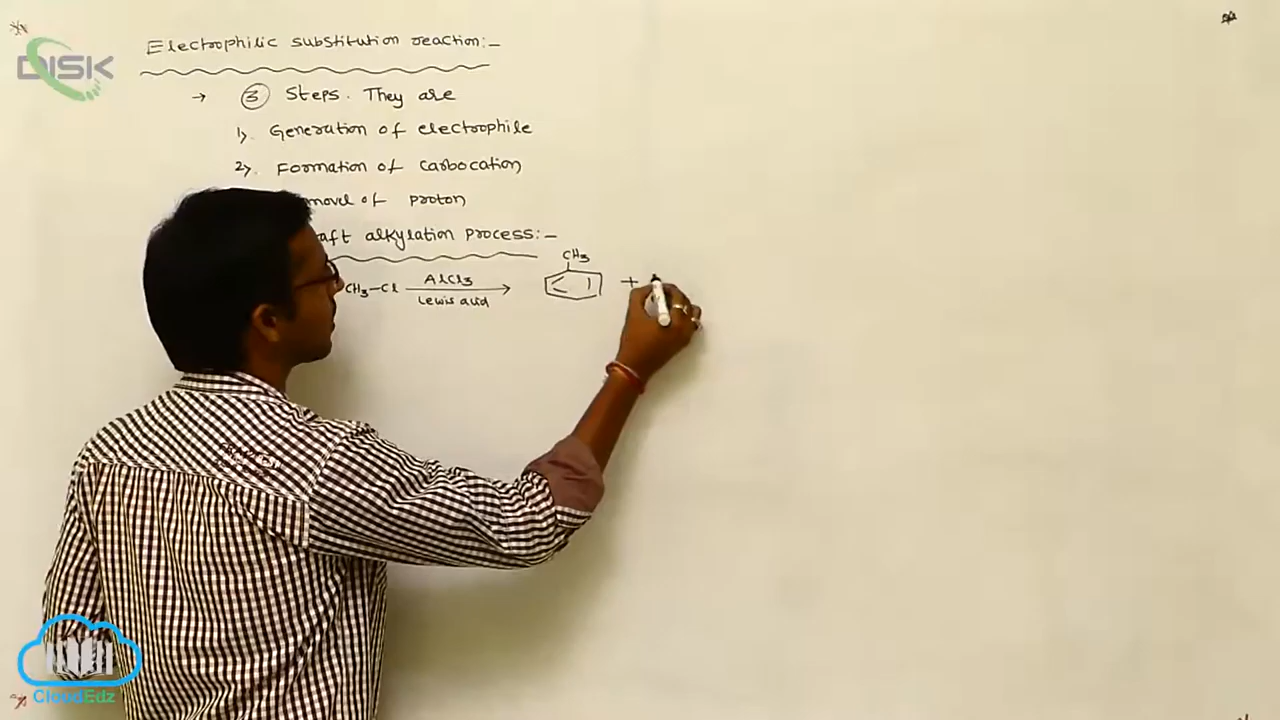 DISK
Electrophilic substitution reaction:-
→ 3 Steps. They are
1) Generation of electrophile
2) Formation of carbocation
movel of proton
aft alkylation process:-
CH3
CH3-Cl AlCl3 → +
Lewis acid
CloudEdz